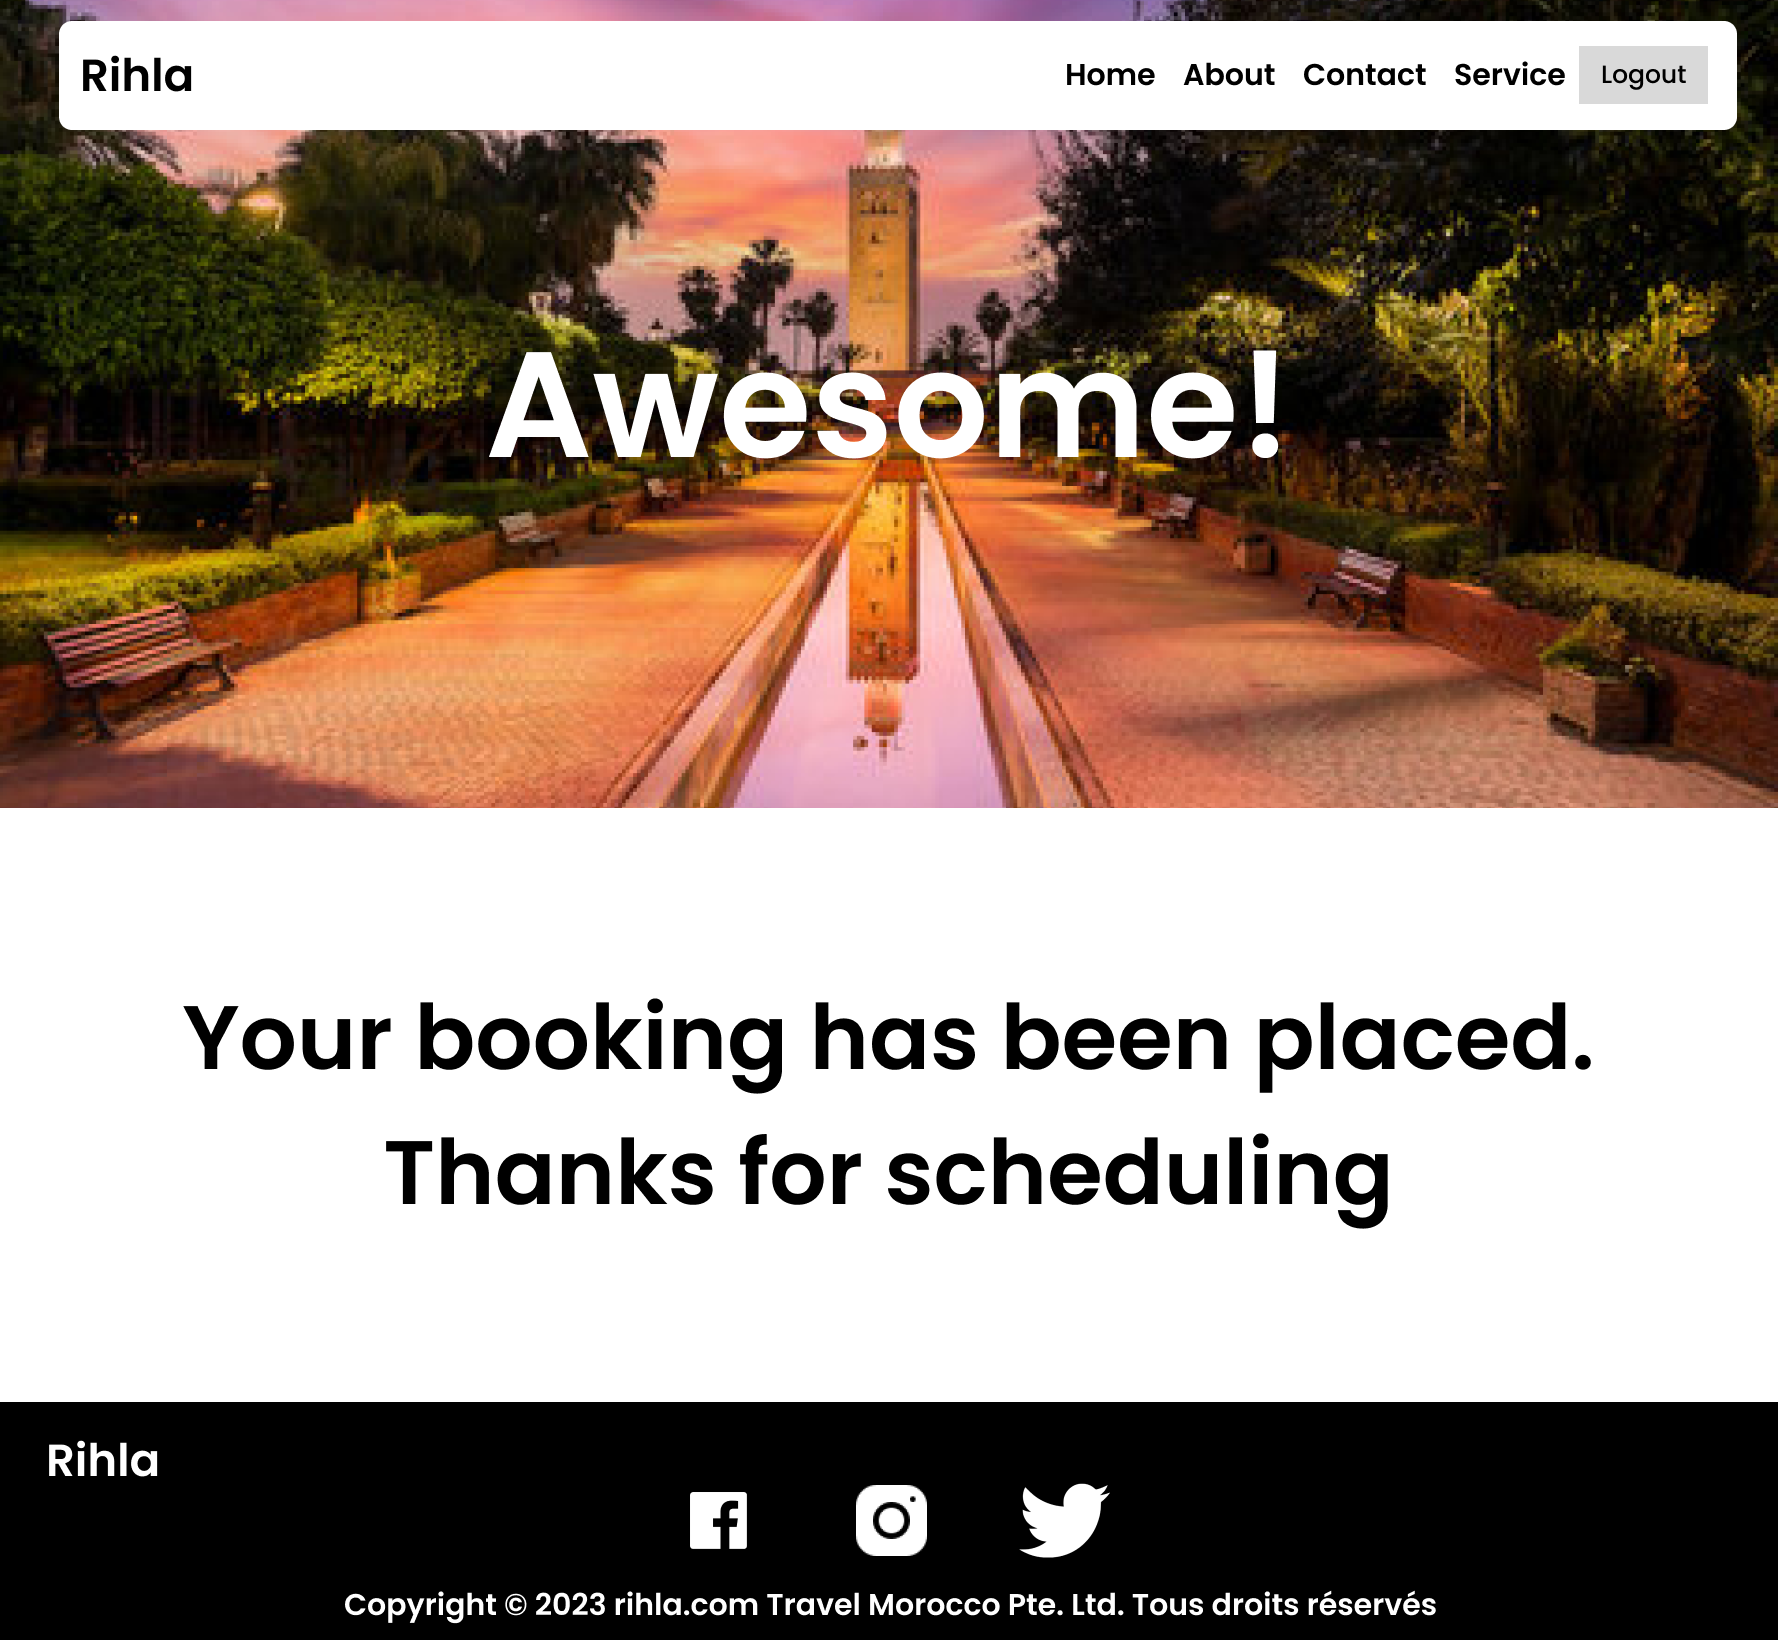 Rihla
Home About Contact Service Logout
Awesome!
Your booking has been placed.
Thanks for scheduling
Rihla
Copyright © 2023 rihla.com Travel Morocco Pte. Ltd. Tous droits réservés